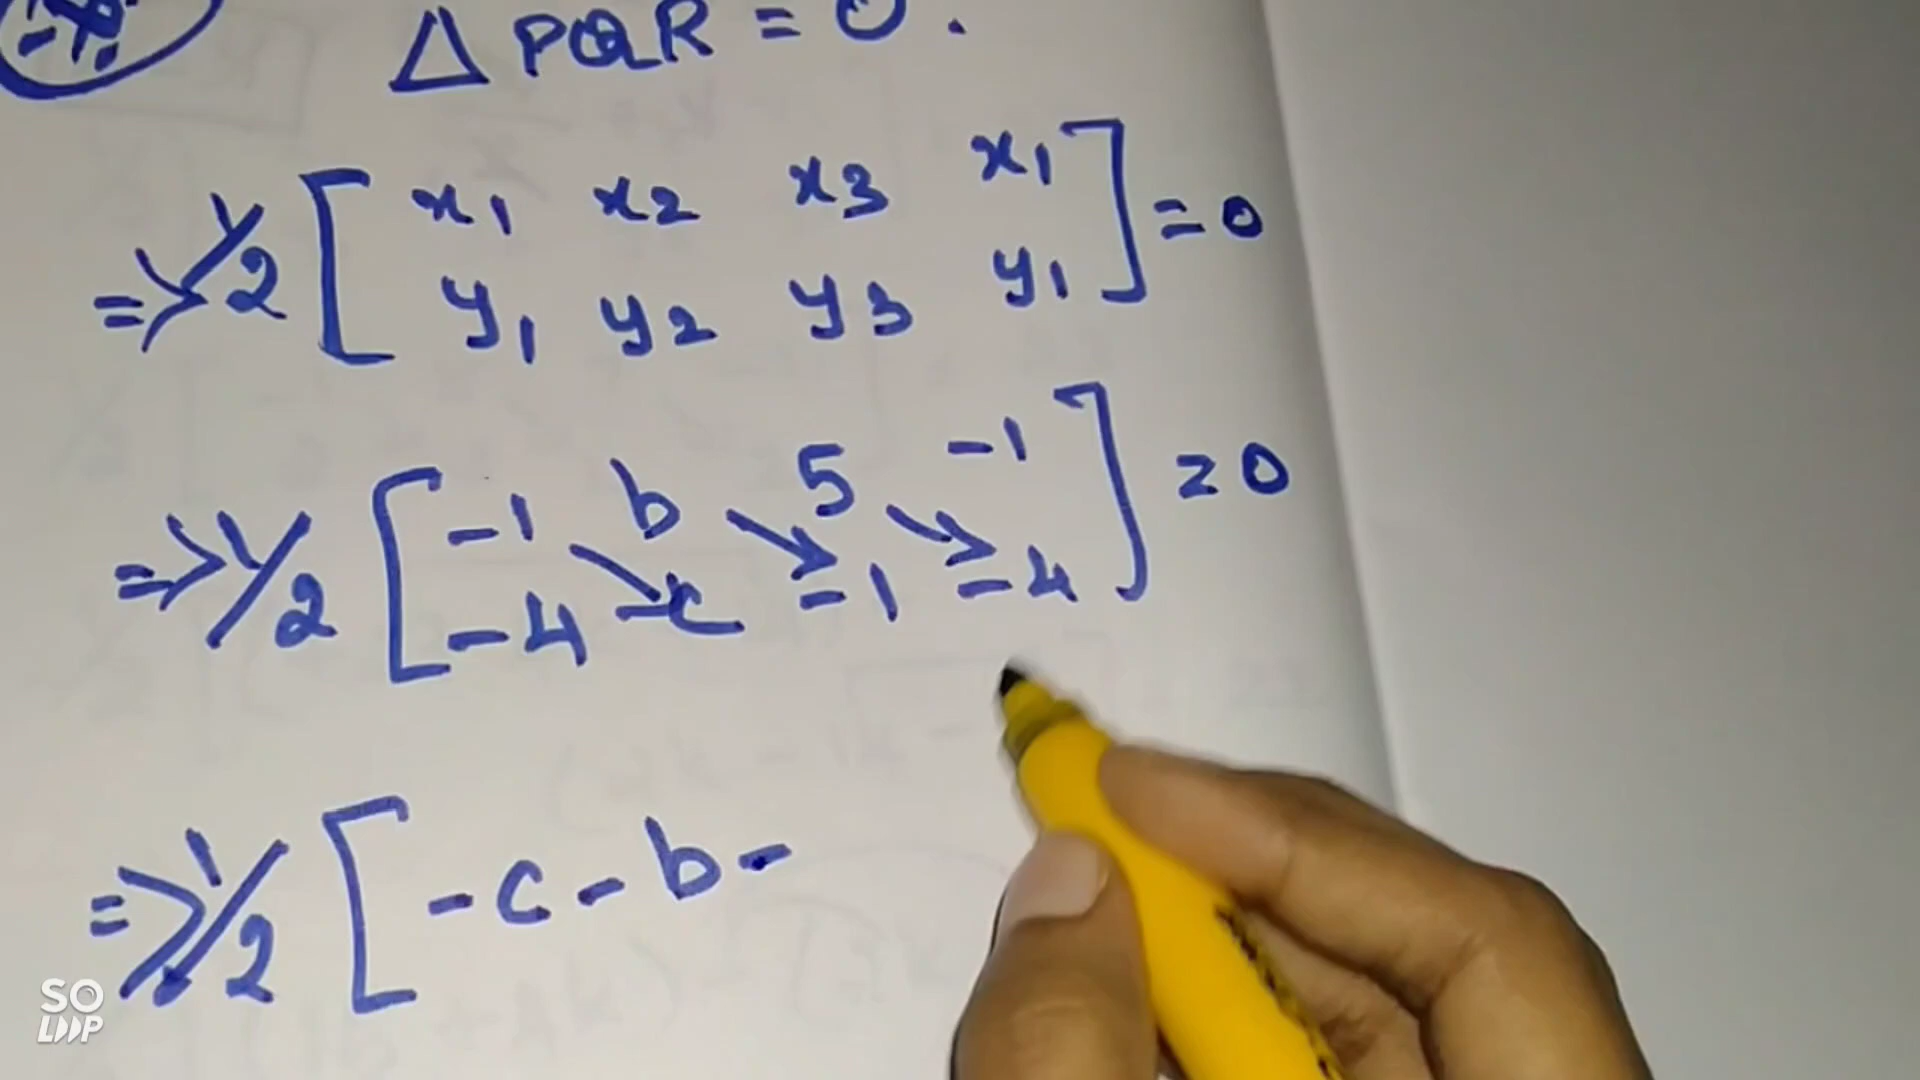 Δ PQR = 0.
=> 1/2 [ x1 x2 x3 x1 ] = 0
y1 y2 y3 y1
=> 1/2 [ -1 b 5 -1 ] = 0
-4 -c -1 -4
=> 1/2 [ -c - b -
SO
LOOP